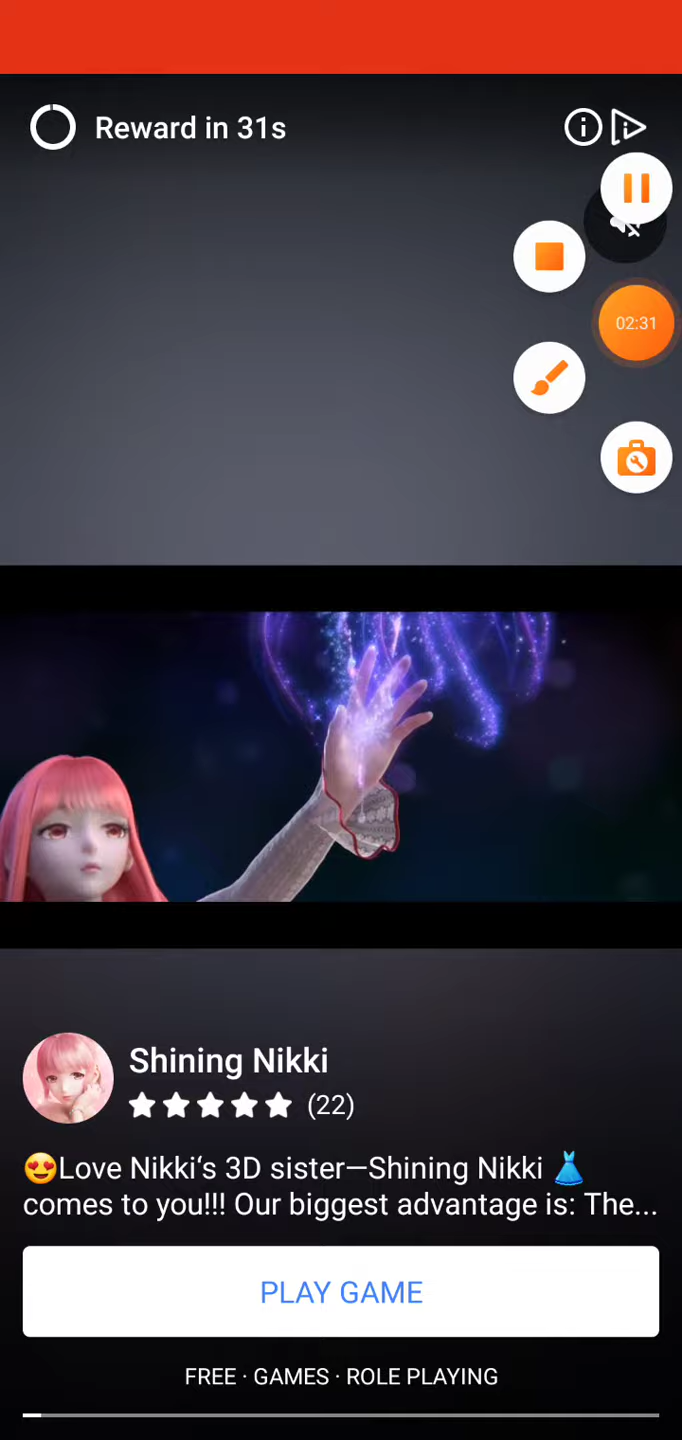 Reward in 31s
02:31
Shining Nikki
(22)
😍Love Nikki‘s 3D sister—Shining Nikki 👗
comes to you!!! Our biggest advantage is: The...
PLAY GAME
FREE · GAMES · ROLE PLAYING